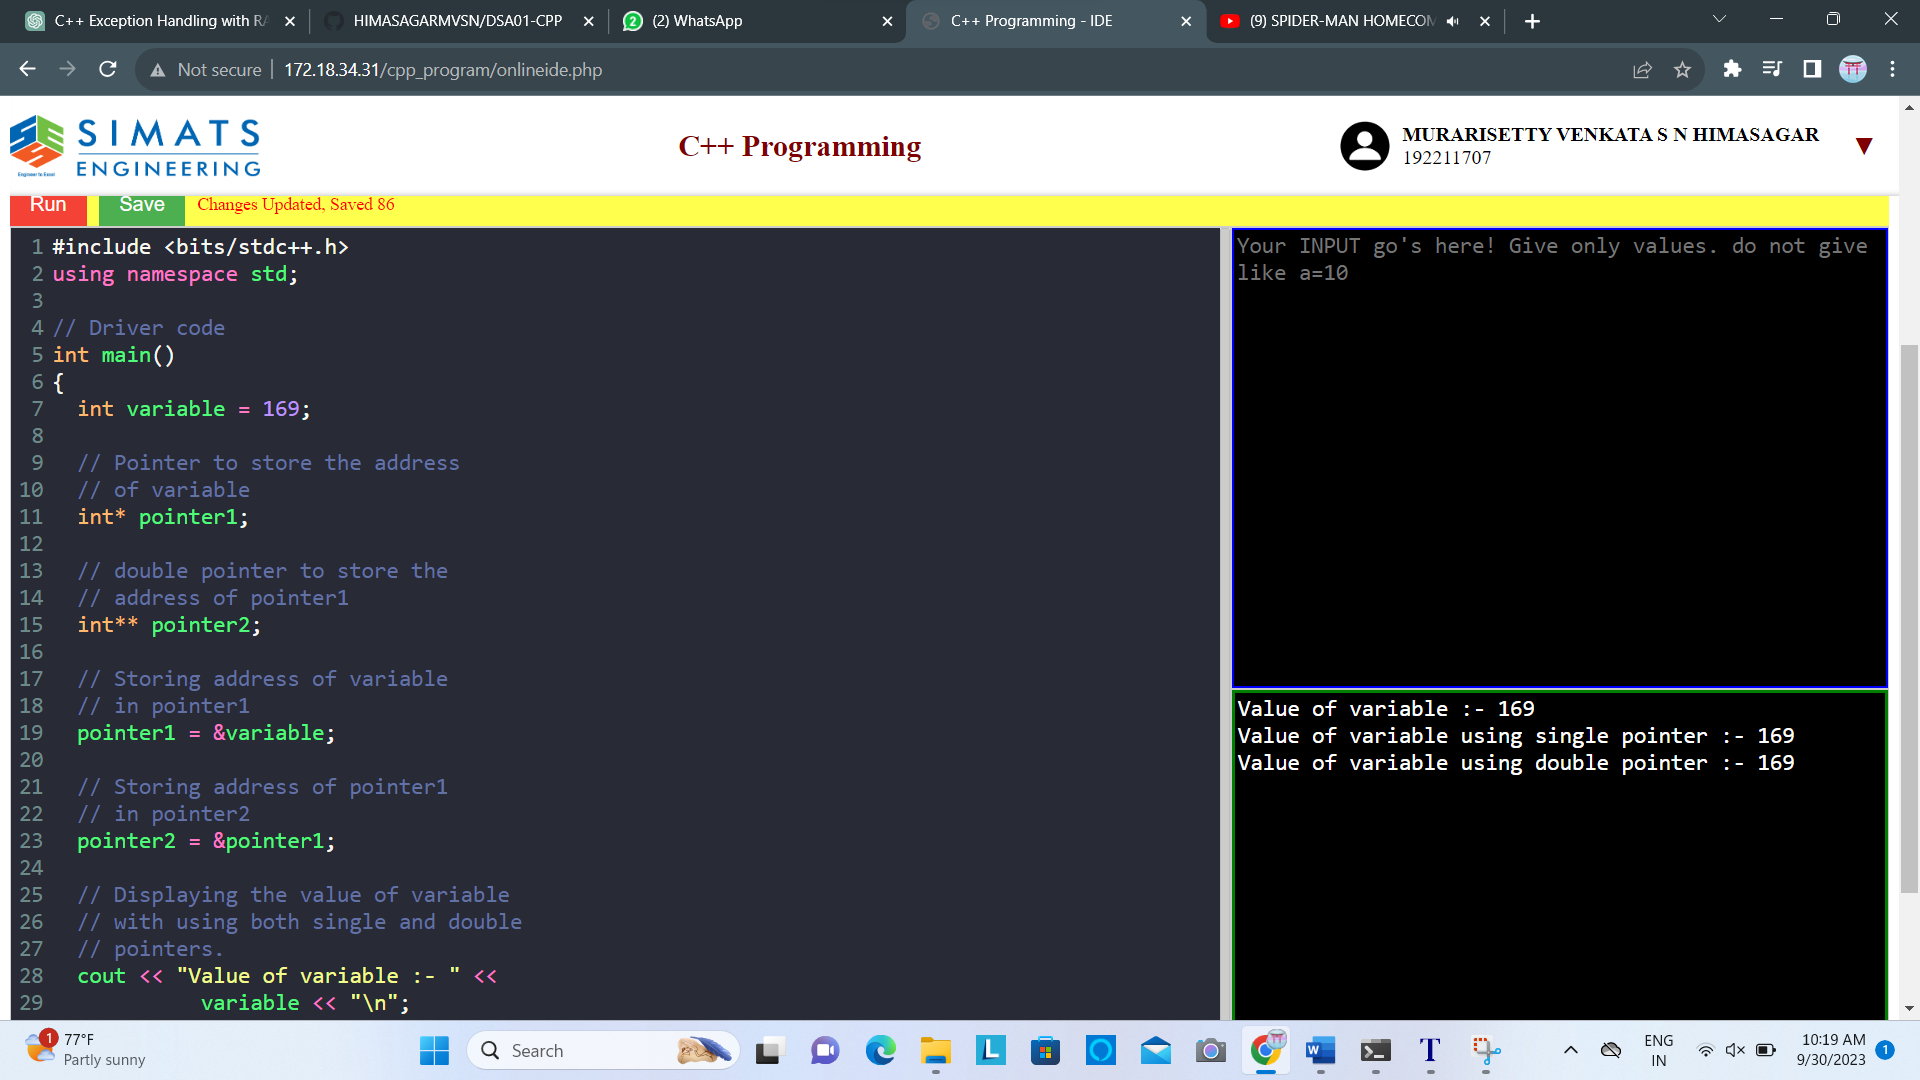 C++ Exception Handling with RA
HIMASAGARMVSN/DSA01-CPP
2 (2) WhatsApp
C++ Programming - IDE
(9) SPIDER-MAN HOMECOM
Not secure 172.18.34.31/cpp_program/onlineide.php
SIMATS
ENGINEERING
Engineer to Excel
C++ Programming
MURARISETTY VENKATA S N HIMASAGAR
192211707
Run
Save
Changes Updated, Saved 86
1 #include <bits/stdc++.h>
2 using namespace std;
3
4 // Driver code
5 int main()
6 {
7   int variable = 169;
8
9   // Pointer to store the address
10   // of variable
11   int* pointer1;
12
13   // double pointer to store the
14   // address of pointer1
15   int** pointer2;
16
17   // Storing address of variable
18   // in pointer1
19   pointer1 = &variable;
20
21   // Storing address of pointer1
22   // in pointer2
23   pointer2 = &pointer1;
24
25   // Displaying the value of variable
26   // with using both single and double
27   // pointers.
28   cout << "Value of variable :- " <<
29             variable << "\n";
Your INPUT go's here! Give only values. do not give
like a=10
Value of variable :- 169
Value of variable using single pointer :- 169
Value of variable using double pointer :- 169
1
77°F
Partly sunny
Search
L
W
T
ENG
IN
10:19 AM
9/30/2023
1